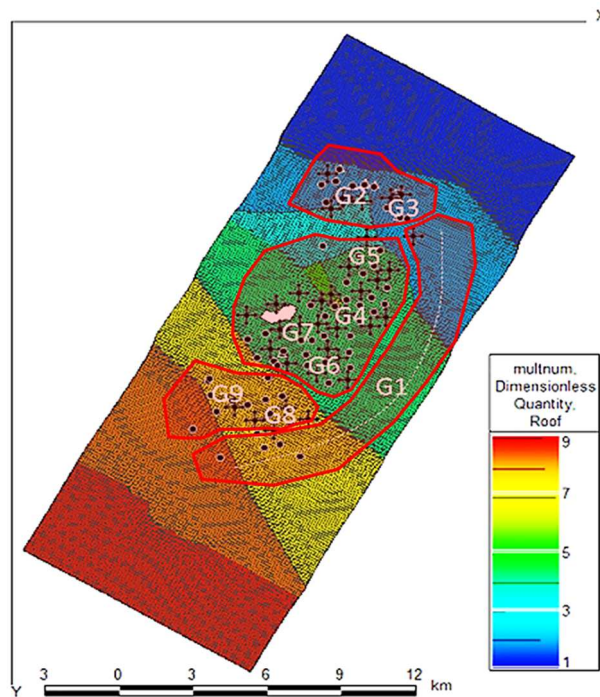 X
G2
G3
G5
G4
G7
G6
G1
G9
G8
multnum,
Dimensionless
Quantity,
Roof
9
7
5
3
1
Y
3 0 3 6 9 12 km